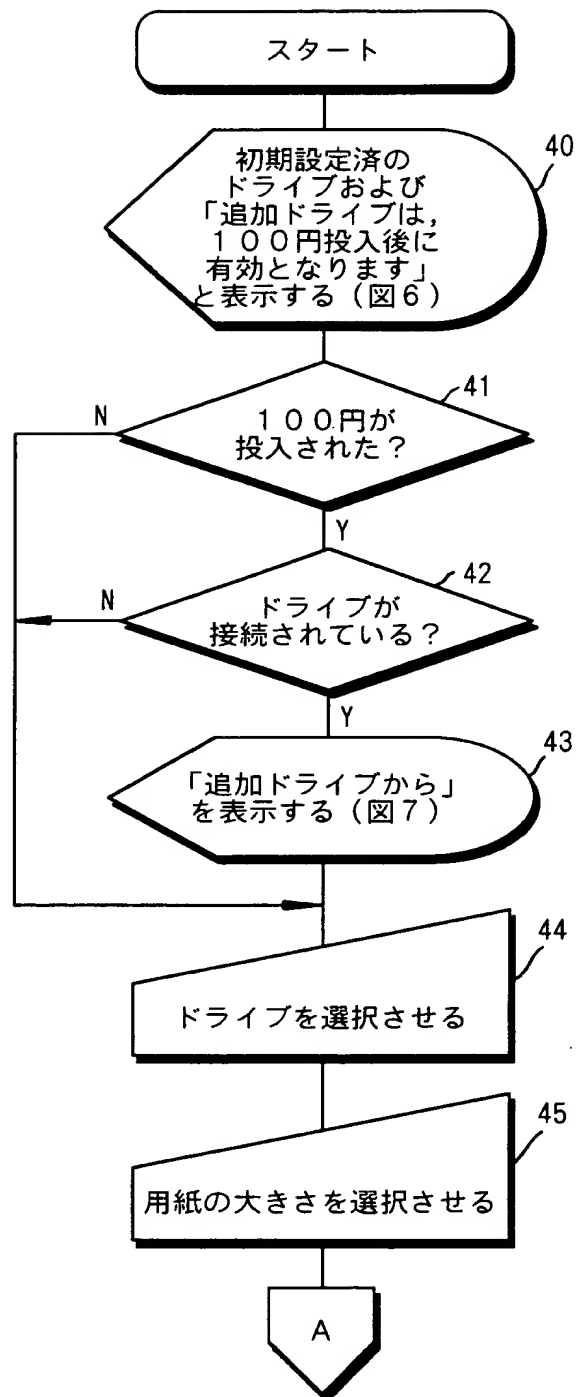 スタート
40
初期設定済の
ドライブおよび
「追加ドライブは,
１００円投入後に
有効となります」
と表示する（図６）
41
N
１００円が
投入された？
Y
42
N
ドライブが
接続されている？
Y
43
「追加ドライブから」
を表示する（図７）
44
ドライブを選択させる
45
用紙の大きさを選択させる
A